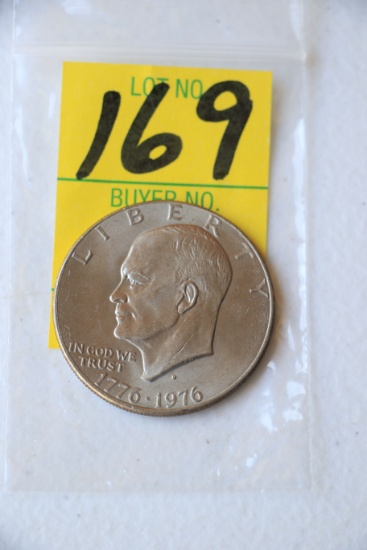 LOT NO.
169
BUYER NO.
LIBERTY
IN GOD WE
TRUST
1776 · 1976